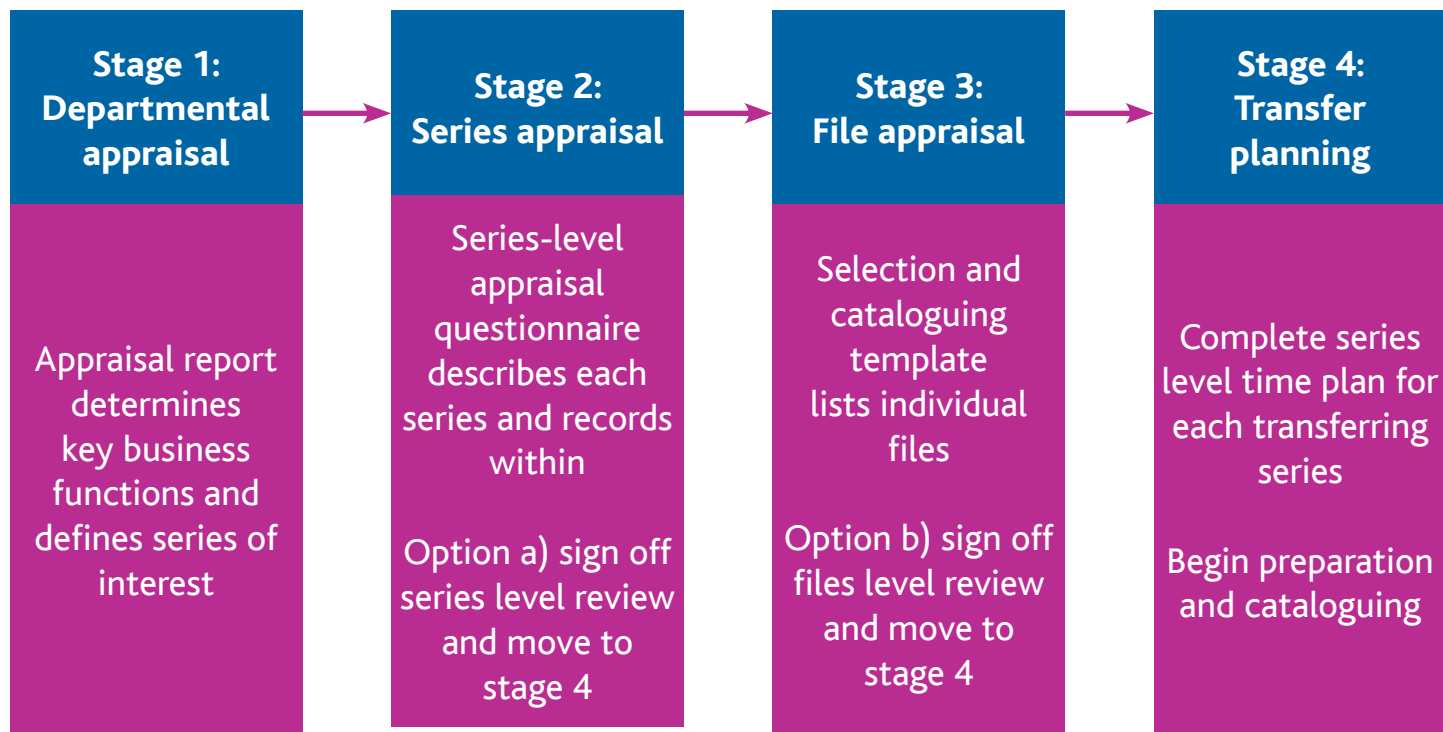 Stage 1:
Departmental
appraisal
Appraisal report
determines
key business
functions and
defines series of
interest
Stage 2:
Series appraisal
Series-level
appraisal
questionnaire
describes each
series and records
within
Option a) sign off
series level review
and move to
stage 4
Stage 3:
File appraisal
Selection and
cataloguing
template
lists individual
files
Option b) sign off
files level review
and move to
stage 4
Stage 4:
Transfer
planning
Complete series
level time plan for
each transferring
series
Begin preparation
and cataloguing